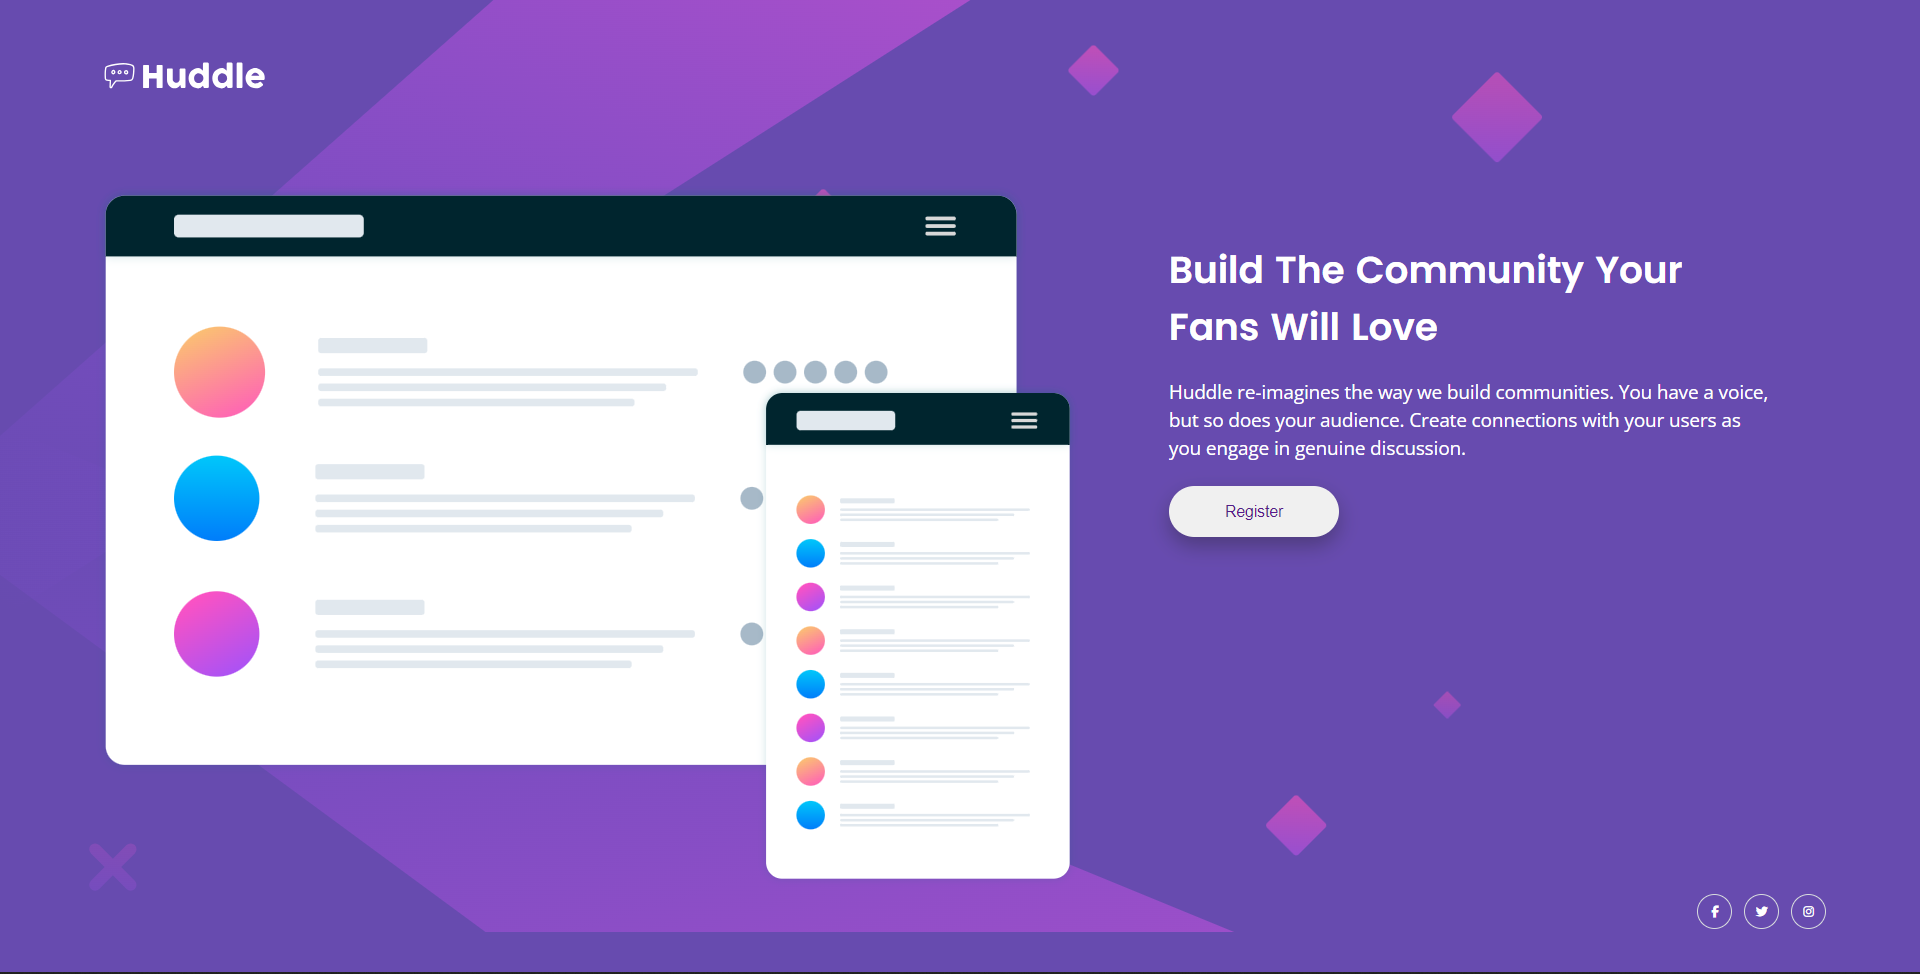 Huddle
Build The Community Your
Fans Will Love
Huddle re-imagines the way we build communities. You have a voice,
but so does your audience. Create connections with your users as
you engage in genuine discussion.
Register